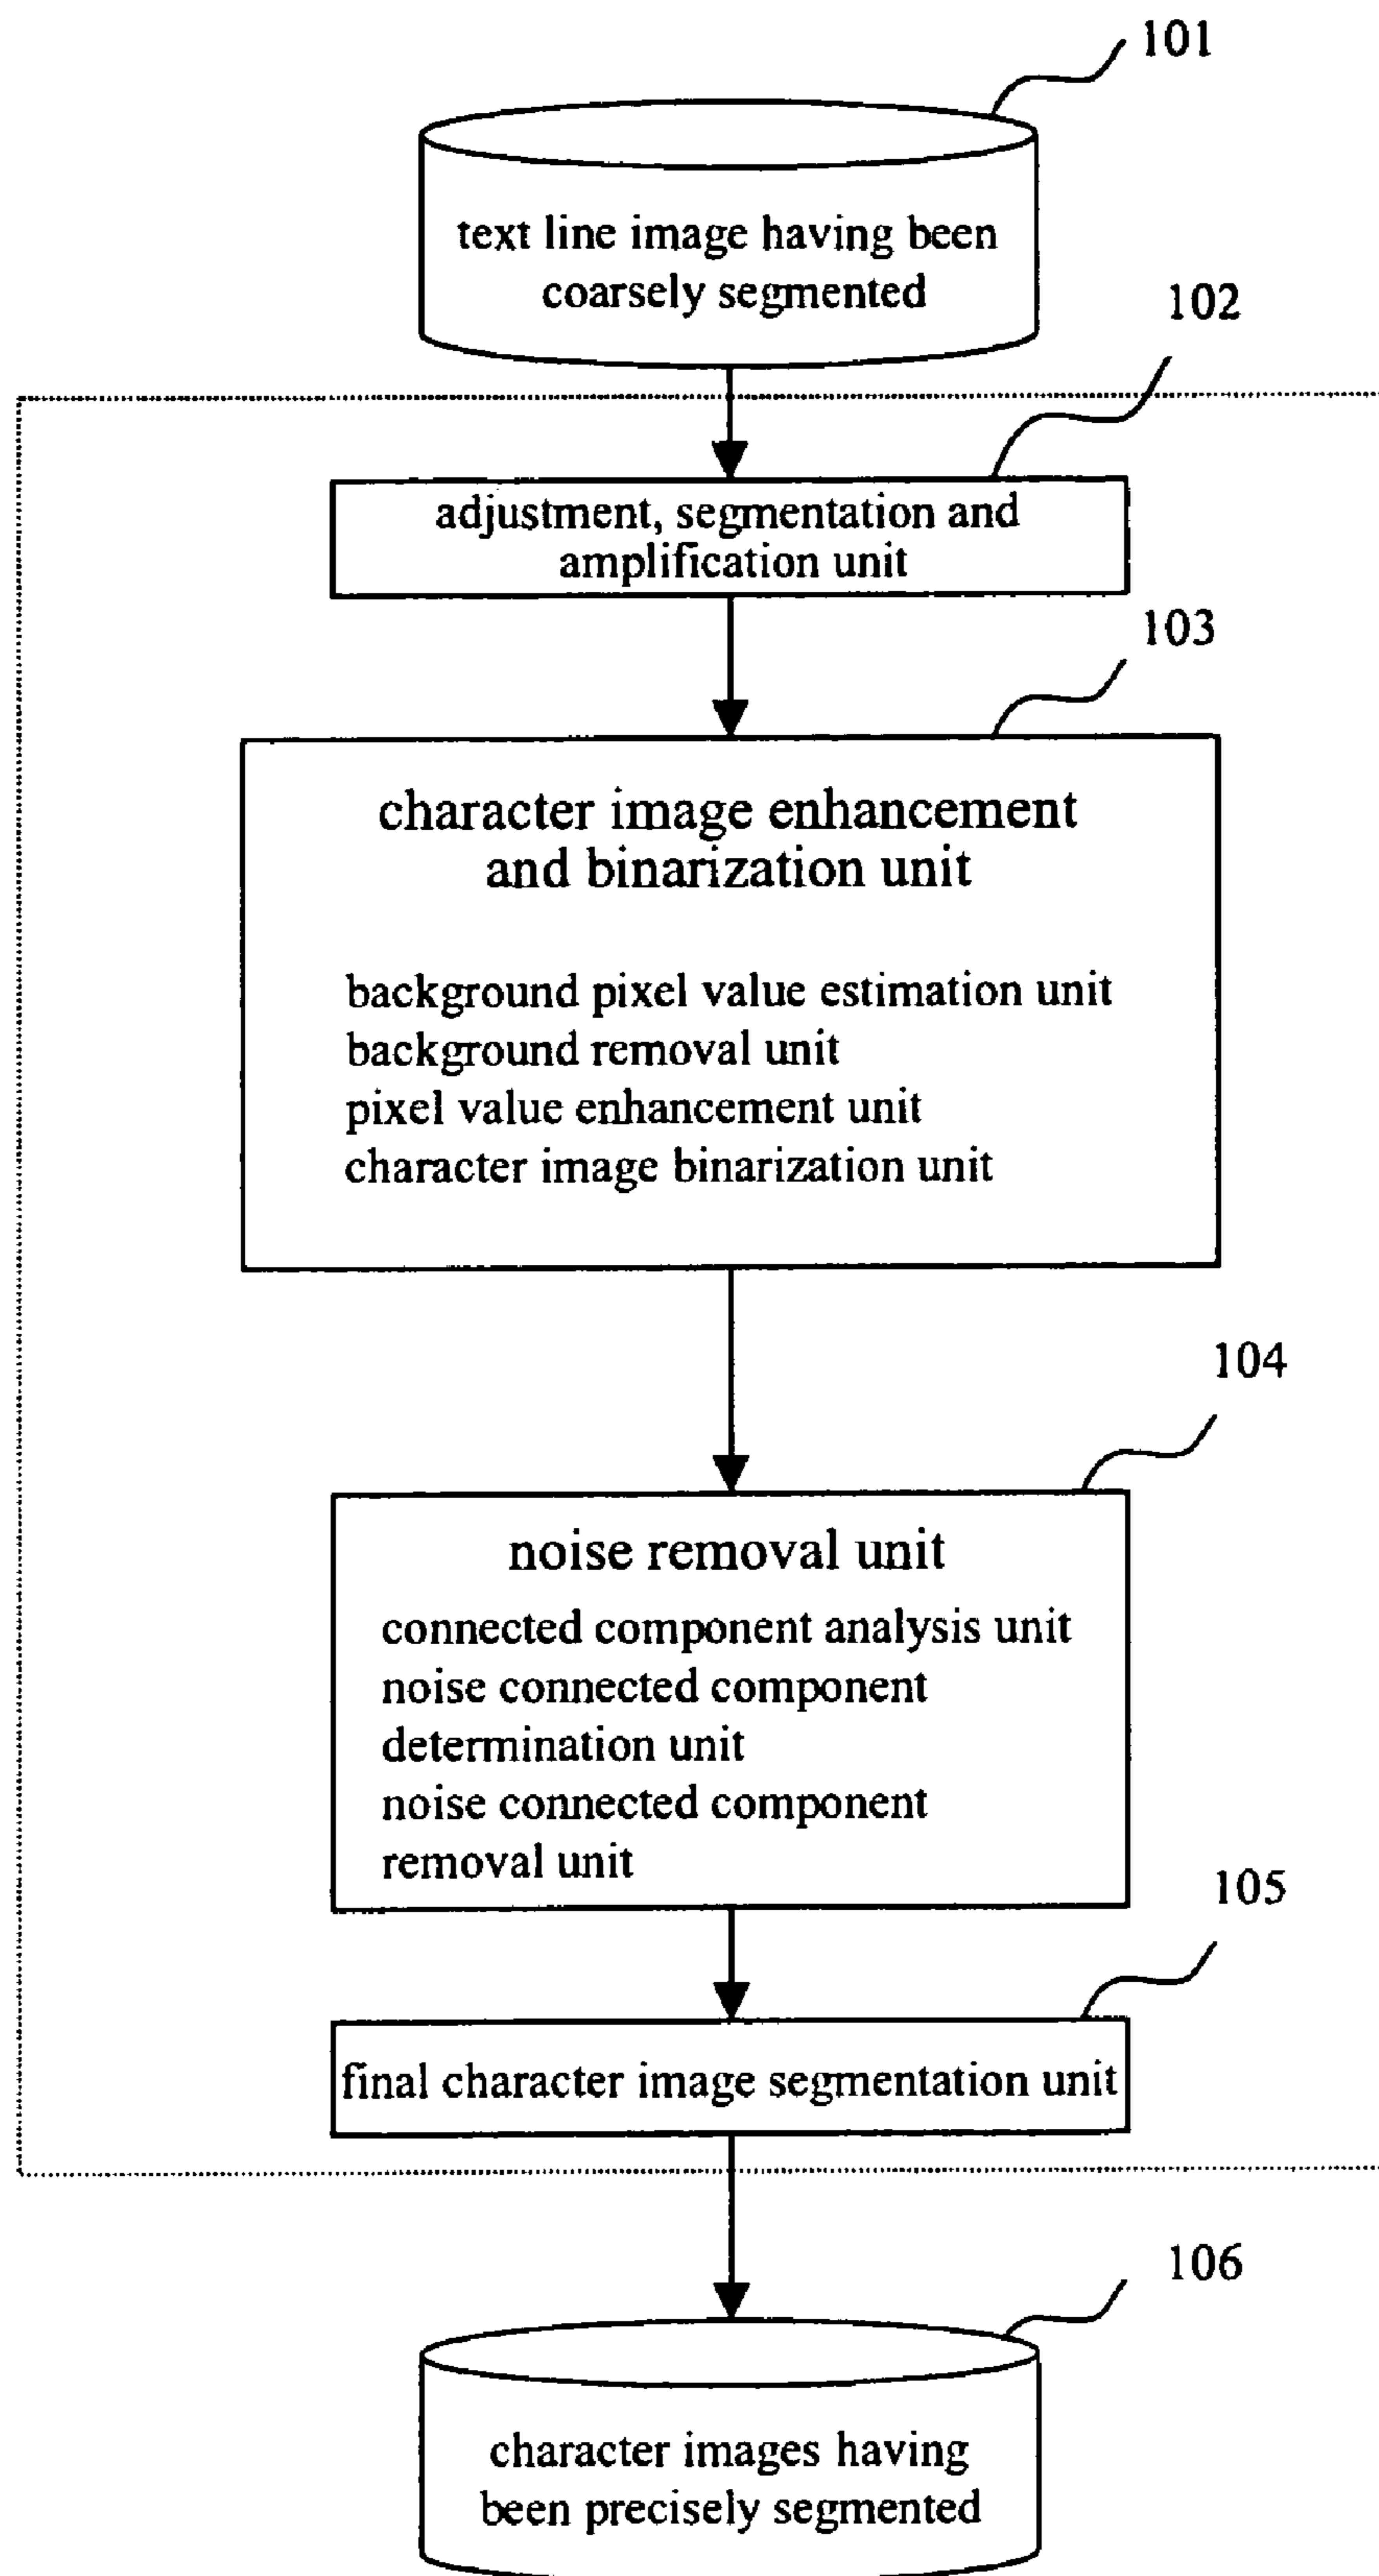 101
text line image having been
coarsely segmented
102
adjustment, segmentation and
amplification unit
103
character image enhancement
and binarization unit
background pixel value estimation unit
background removal unit
pixel value enhancement unit
character image binarization unit
104
noise removal unit
connected component analysis unit
noise connected component
determination unit
noise connected component
removal unit
105
final character image segmentation unit
106
character images having
been precisely segmented